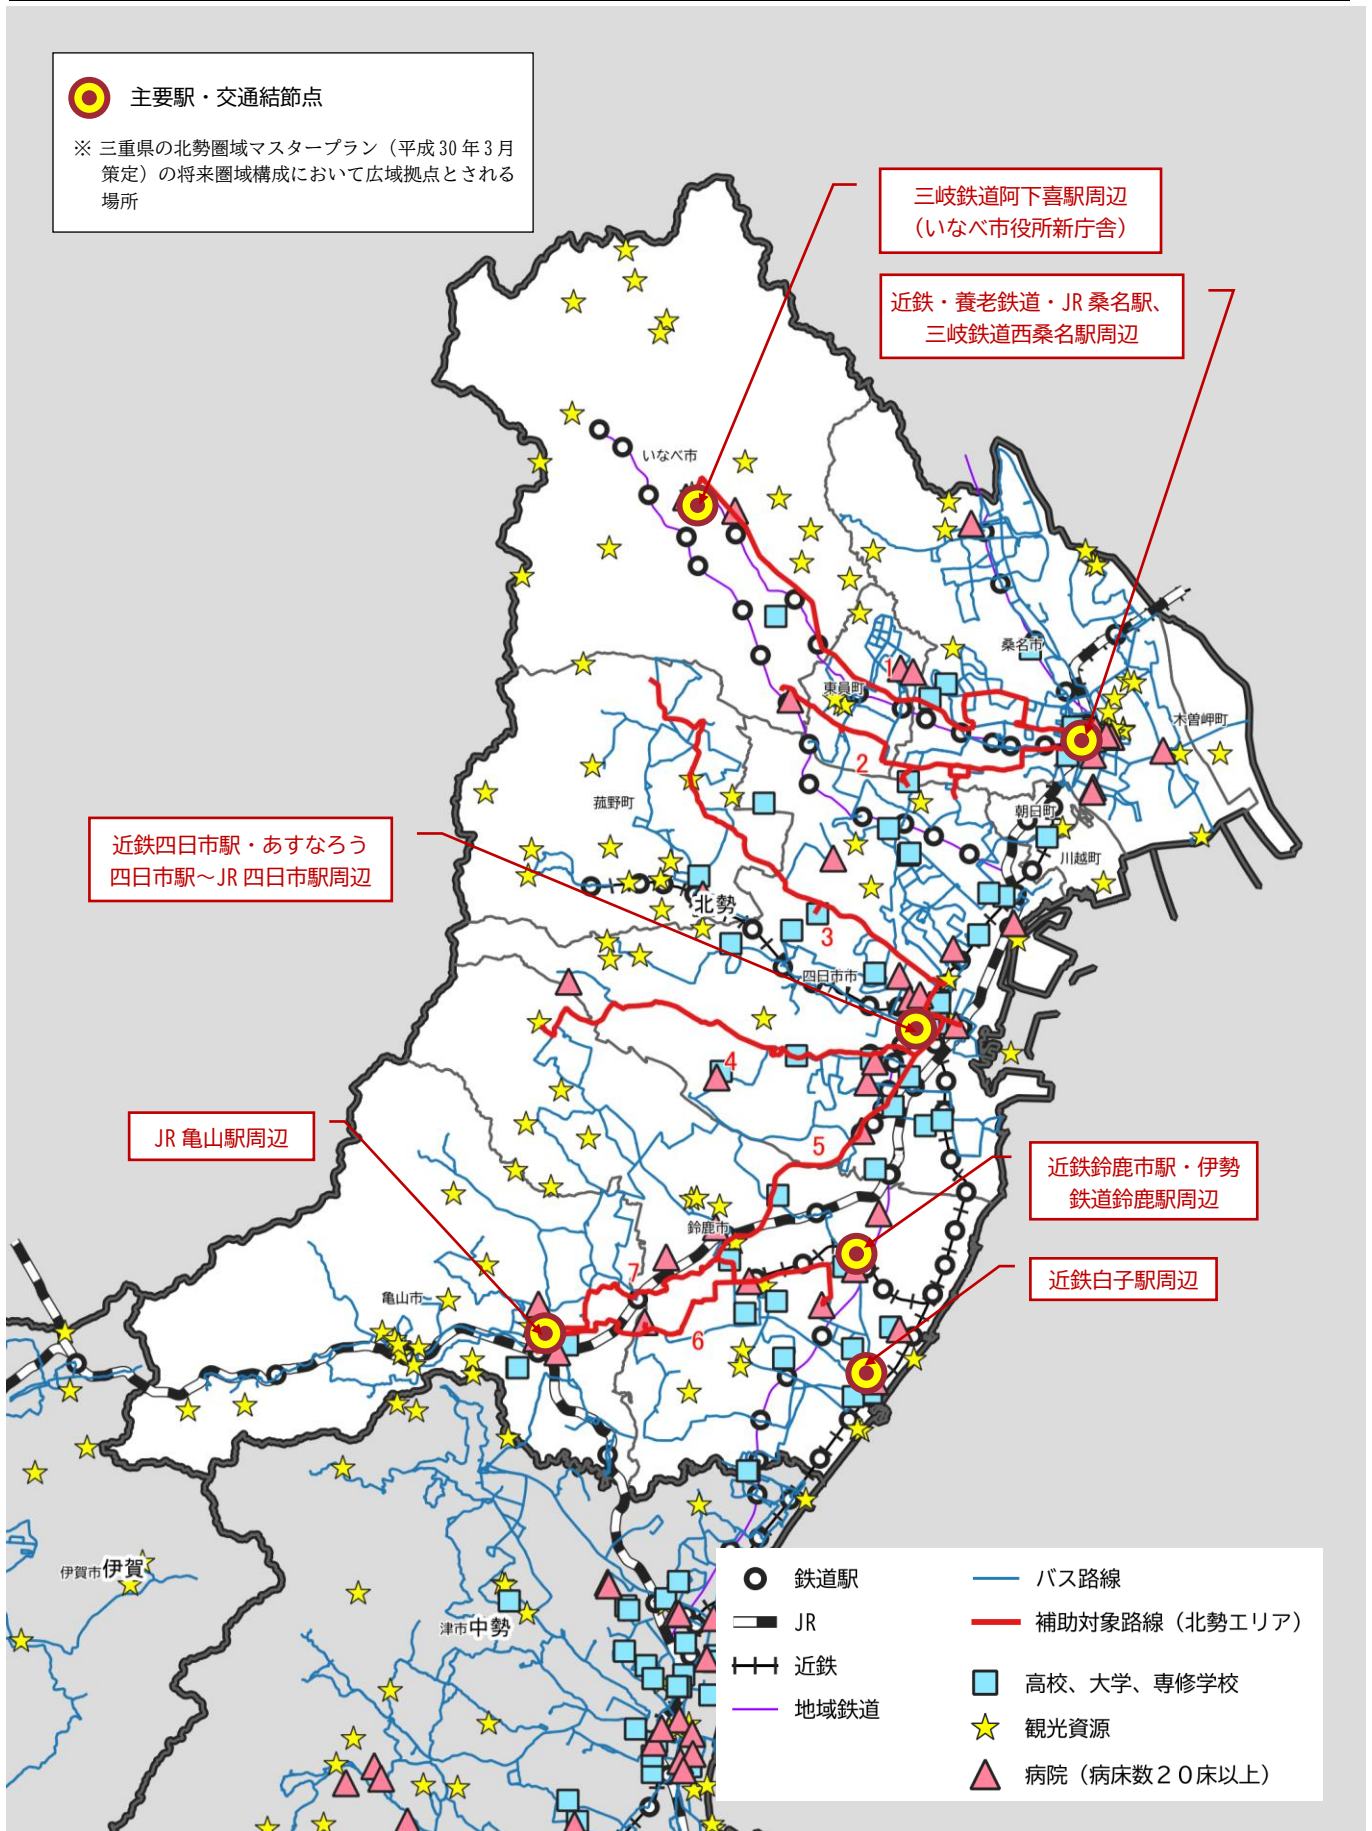 主要駅・交通結節点
※ 三重県の北勢圏域マスタープラン（平成30年3月
策定）の将来圏域構成において広域拠点とされる
場所
三岐鉄道阿下喜駅周辺
（いなべ市役所新庁舎）
近鉄・養老鉄道・JR 桑名駅、
三岐鉄道西桑名駅周辺
いなべ市
桑名市
1
東員町
木曽岬町
2
菰野町
朝日町
近鉄四日市駅・あすなろう
四日市駅～JR 四日市駅周辺
川越町
北勢
3
四日市市
4
JR 亀山駅周辺
5
近鉄鈴鹿市駅・伊勢
鉄道鈴鹿駅周辺
鈴鹿市
7
近鉄白子駅周辺
亀山市
6
伊賀市 伊賀
津市 中勢
鉄道駅
JR
近鉄
地域鉄道
バス路線
補助対象路線（北勢エリア）
高校、大学、専修学校
観光資源
病院（病床数２０床以上）